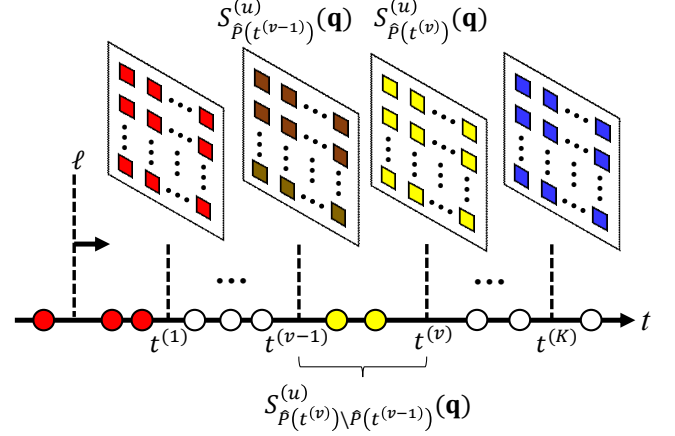 S^{(u)}_{\hat{P}(t^{(v-1)})}(𝐪) S^{(u)}_{\hat{P}(t^{(v)})}(𝐪)
ℓ
t^{(1)} t^{(v-1)} t^{(v)} t^{(K)} t
S^{(u)}_{\hat{P}(t^{(v)})\setminus\hat{P}(t^{(v-1)})}(𝐪)